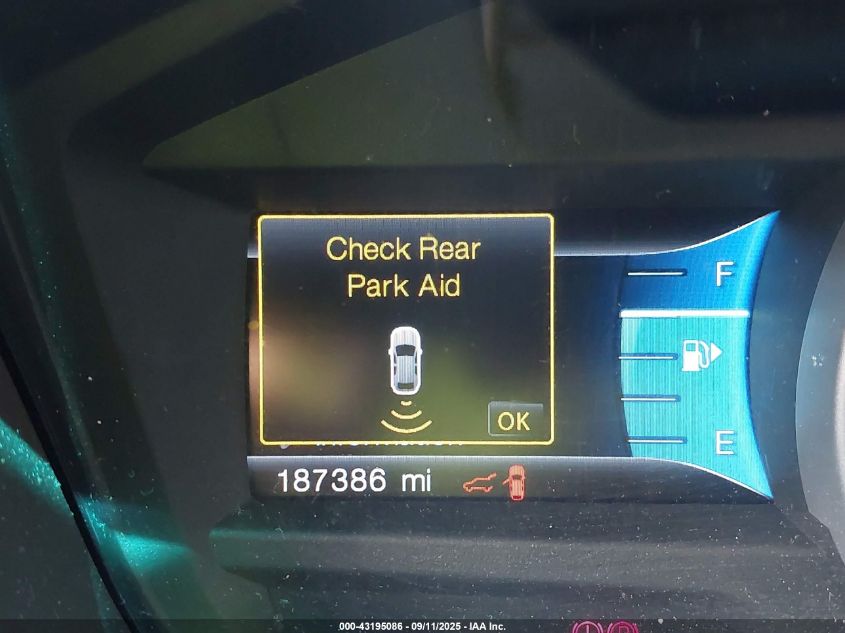 Check Rear
Park Aid
F
OK
E
187386 mi
000-43195086 - 09/11/2025 - IAA Inc.